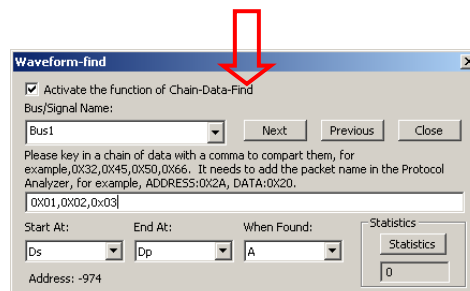 Waveform-find
Activate the function of Chain-Data-Find
Bus/Signal Name:
Bus1 Next Previous Close
Please key in a chain of data with a comma to compart them, for
example,0X32,0X45,0X50,0X66. It needs to add the packet name in the Protocol
Analyzer, for example, ADDRESS:0X2A, DATA:0X20.
0X01,0X02,0x03
Start At: End At: When Found: Statistics
Ds Dp A Statistics
Address: -974 0